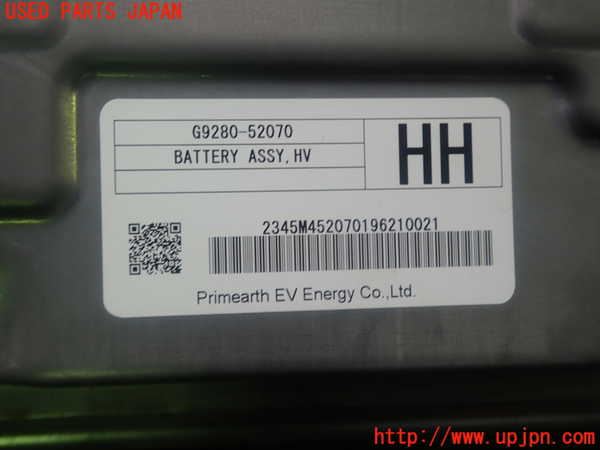 USED PARTS JAPAN
G9280-52070
BATTERY ASSY,HV
HH
2345M452070196210021
Primearth EV Energy Co.,Ltd.
http://www.upjpn.com/